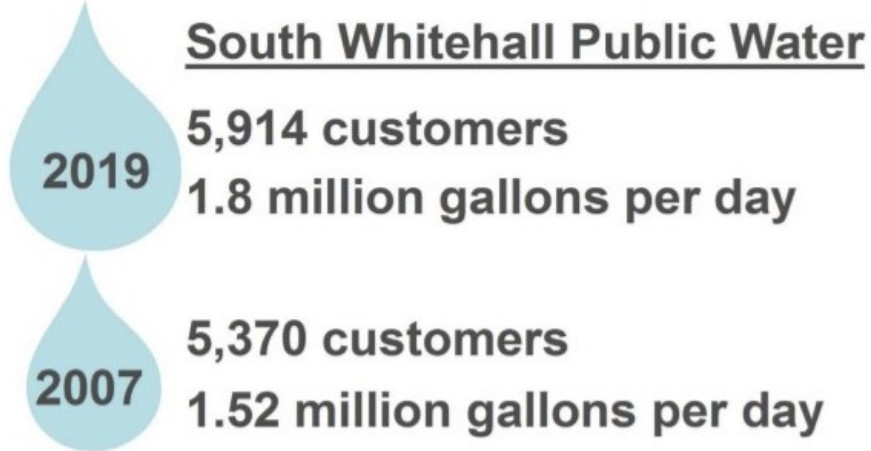 South Whitehall Public Water
2019
5,914 customers
1.8 million gallons per day
2007
5,370 customers
1.52 million gallons per day